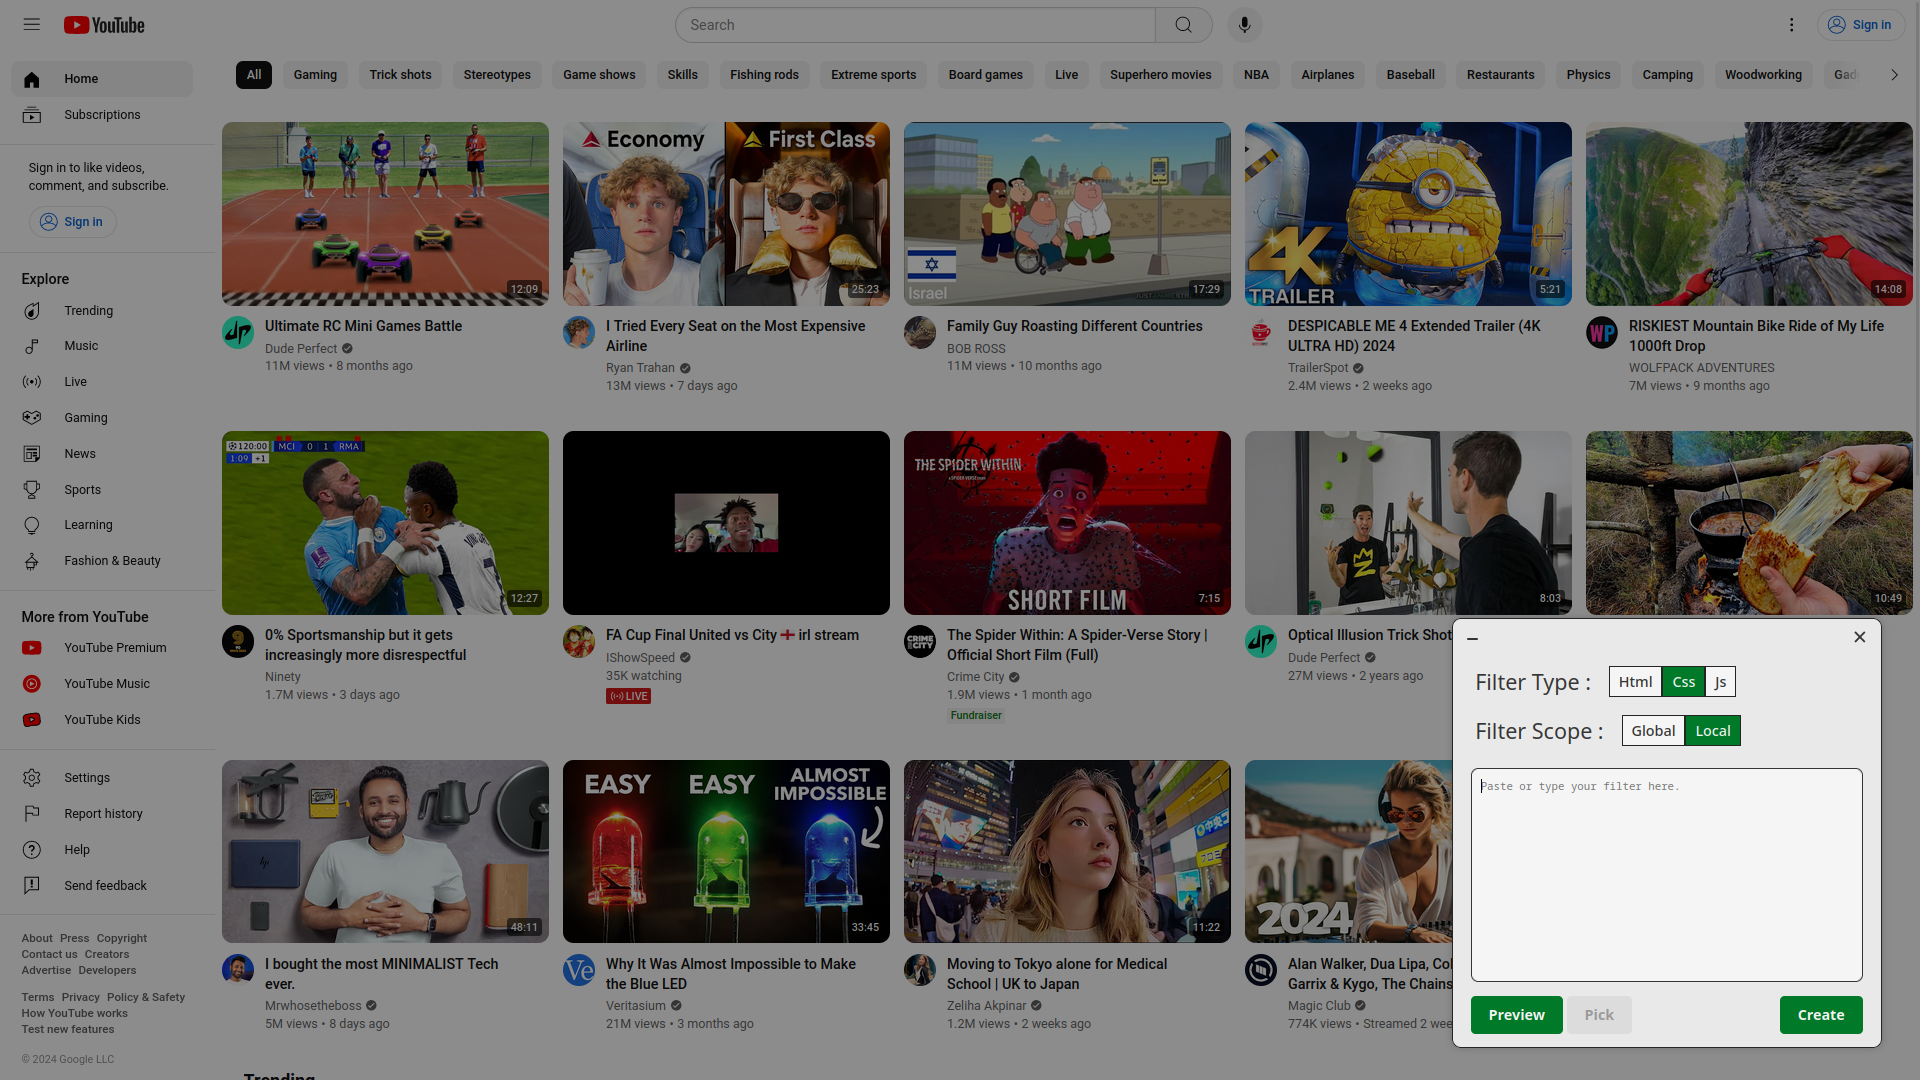 YouTube
Search
Sign in
All
Gaming
Trick shots
Stereotypes
Game shows
Skills
Fishing rods
Extreme sports
Board games
Live
Superhero movies
NBA
Airplanes
Baseball
Restaurants
Physics
Camping
Woodworking
Home
Subscriptions
Sign in to like videos,
comment, and subscribe.
Sign in
Explore
Trending
Music
Live
Gaming
News
Sports
Learning
Fashion & Beauty
More from YouTube
YouTube Premium
YouTube Music
YouTube Kids
Settings
Report history
Help
Send feedback
About Press Copyright
Contact us Creators
Advertise Developers
Terms Privacy Policy & Safety
How YouTube works
Test new features
© 2024 Google LLC
12:09
Ultimate RC Mini Games Battle
Dude Perfect
11M views • 8 months ago
Economy
First Class
25:23
I Tried Every Seat on the Most Expensive
Airline
Ryan Trahan
13M views • 7 days ago
Israel
17:29
Family Guy Roasting Different Countries
BOB ROSS
11M views • 10 months ago
4K
TRAILER
5:21
DESPICABLE ME 4 Extended Trailer (4K
ULTRA HD) 2024
TrailerSpot
2.4M views • 2 weeks ago
14:08
WP
RISKIEST Mountain Bike Ride of My Life
1000ft Drop
WOLFPACK ADVENTURES
7M views • 9 months ago
120:00 MCI 0 1 RMA
1:09 +1
12:27
0% Sportsmanship but it gets
increasingly more disrespectful
Ninety
1.7M views • 3 days ago
FA Cup Final United vs City irl stream
IShowSpeed
35K watching
LIVE
THE SPIDER WITHIN
SHORT FILM
7:15
CRIME CITY
The Spider Within: A Spider-Verse Story |
Official Short Film (Full)
Crime City
1.9M views • 1 month ago
Fundraiser
8:03
Optical Illusion Trick Shot
Dude Perfect
27M views • 2 years ago
10:49
48:11
I bought the most MINIMALIST Tech
ever.
Mrwhosetheboss
5M views • 8 days ago
EASY
EASY
ALMOST
IMPOSSIBLE
33:45
Ve
Why It Was Almost Impossible to Make
the Blue LED
Veritasium
21M views • 3 months ago
11:22
Moving to Tokyo alone for Medical
School | UK to Japan
Zeliha Akpinar
1.2M views • 2 weeks ago
2024
Alan Walker, Dua Lipa, Col
Garrix & Kygo, The Chains
Magic Club
774K views • Streamed 2 wee
Trending
Filter Type :
Html
Css
Js
Filter Scope :
Global
Local
Paste or type your filter here.
Preview
Pick
Create